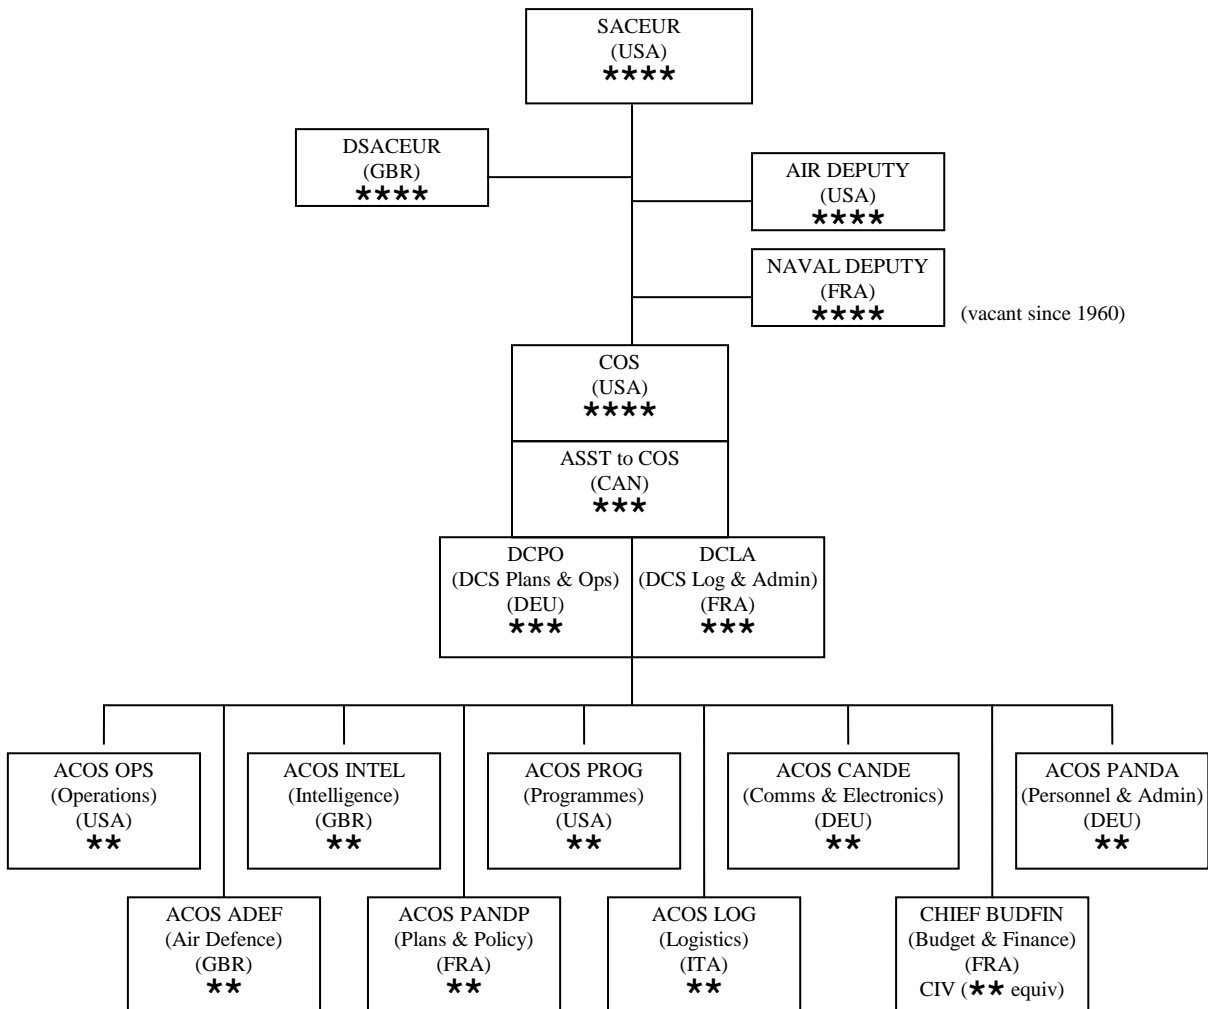 SACEUR
(USA)
★★★★
DSACEUR
(GBR)
★★★★
AIR DEPUTY
(USA)
★★★★
NAVAL DEPUTY
(FRA)
★★★★
(vacant since 1960)
COS
(USA)
★★★★
ASST to COS
(CAN)
★★★
DCPO
(DCS Plans & Ops)
(DEU)
★★★
DCLA
(DCS Log & Admin)
(FRA)
★★★
ACOS OPS
(Operations)
(USA)
★★
ACOS INTEL
(Intelligence)
(GBR)
★★
ACOS PROG
(Programmes)
(USA)
★★
ACOS CANDE
(Comms & Electronics)
(DEU)
★★
ACOS PANDA
(Personnel & Admin)
(DEU)
★★
ACOS ADEF
(Air Defence)
(GBR)
★★
ACOS PANDP
(Plans & Policy)
(FRA)
★★
ACOS LOG
(Logistics)
(ITA)
★★
CHIEF BUDFIN
(Budget & Finance)
(FRA)
CIV (★★ equiv)